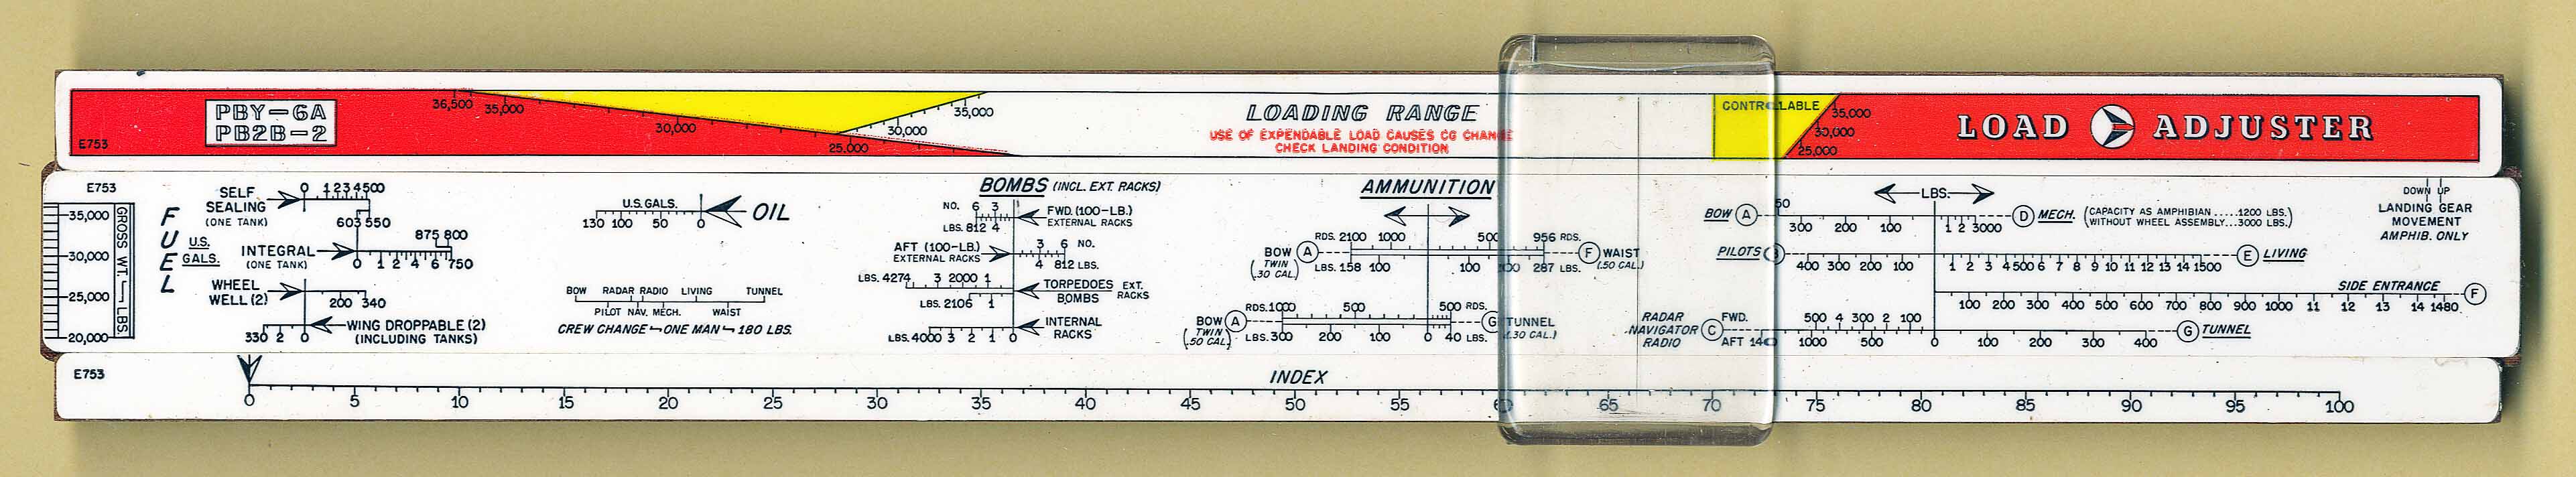 PBY-6A
PB2B-2
E753
36,500 35,000 30,000 25.000
30,000 35,000
LOADING RANGE
USE OF EXPENDABLE LOAD CAUSES CG CHANGE
CHECK LANDING CONDITION
CONTROLLABLE
35,000
30,000
25,000
LOAD ADJUSTER
E753
35,000
30,000
25,000
20,000
GROSS WT. LBS.
FUEL
U.S. GALS.
SELF SEALING
(ONE TANK)
0 1 2 3 4 500
603 550
INTEGRAL
(ONE TANK)
875 800
0 1 2 4 6 750
WHEEL WELL (2)
200 340
WING DROPPABLE (2)
(INCLUDING TANKS)
330 2 0
U.S. GALS.
130 100 50 0
OIL
BOW RADAR RADIO LIVING TUNNEL
PILOT NAV. MECH. WAIST
CREW CHANGE ONE MAN 180 LBS.
BOMBS (INCL. EXT. RACKS)
NO. 6 3
LBS. 812 4
FWD. (100-LB.)
EXTERNAL RACKS
AFT (100-LB.)
EXTERNAL RACKS
3 6 NO.
4 812 LBS.
LBS. 4274 3 2000 1
LBS. 2106 1
TORPEDOES
BOMBS
EXT. RACKS
LBS. 4000 3 2 1 0
INTERNAL RACKS
AMMUNITION
BOW A
(TWIN .30 CAL.)
RDS. 2100 1000 500 956 RDS.
LBS. 158 100 100 200 287 LBS.
F WAIST
(.50 CAL.)
BOW A
(TWIN .50 CAL.)
RDS. 1000 500 500 RDS.
LBS. 300 200 100 0 40 LBS.
G TUNNEL
(.30 CAL.)
BOW A
50
300 200 100
LBS.
1 2 3000
D MECH. (CAPACITY AS AMPHIBIAN.....1200 LBS.
WITHOUT WHEEL ASSEMBLY...3000 LBS.)
PILOTS B
400 300 200 100
1 2 3 4 500 6 7 8 9 10 11 12 13 14 1500
E LIVING
SIDE ENTRANCE
100 200 300 400 500 600 700 800 900 1000 11 12 13 14 1480
F
RADAR
NAVIGATOR
RADIO
C
FWD. 500 4 300 2 100
AFT 1400 1000 500 0 100 200 300 400
G TUNNEL
DOWN UP
LANDING GEAR
MOVEMENT
AMPHIB. ONLY
E753
INDEX
0 5 10 15 20 25 30 35 40 45 50 55 60 65 70 75 80 85 90 95 100